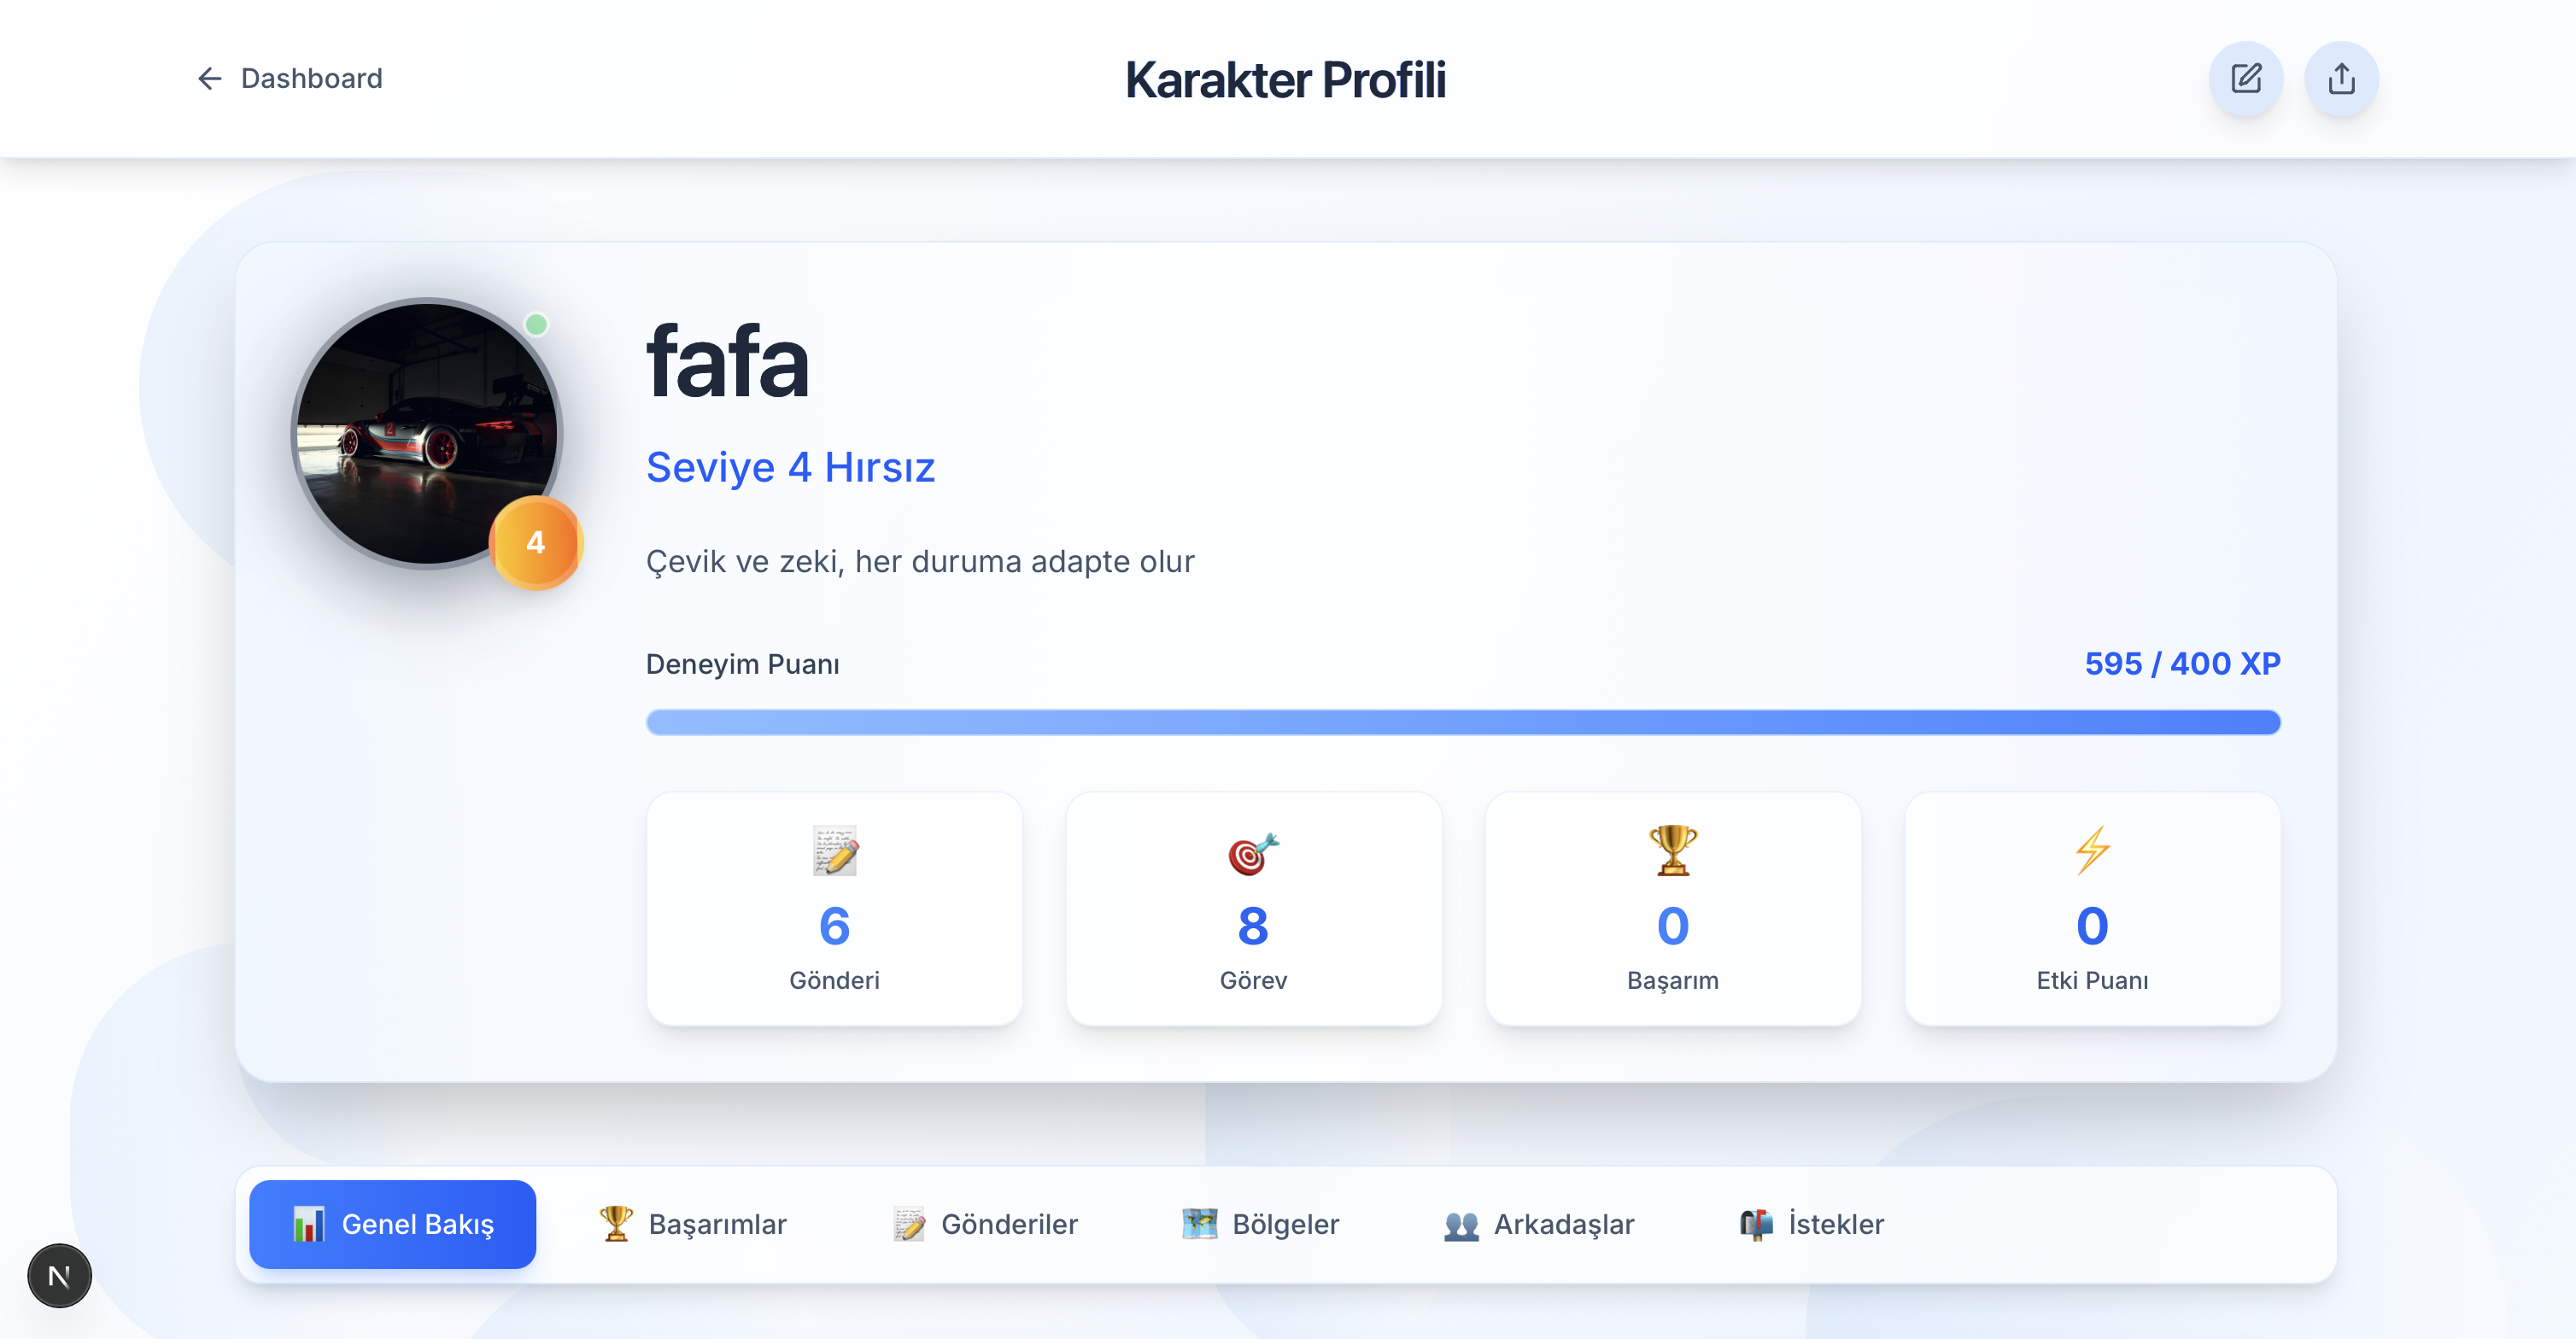 Dashboard
Karakter Profili
fafa
Seviye 4 Hırsız
4
Çevik ve zeki, her duruma adapte olur
Deneyim Puanı
595 / 400 XP
6
Gönderi
8
Görev
0
Başarım
0
Etki Puanı
Genel Bakış
Başarımlar
Gönderiler
Bölgeler
Arkadaşlar
İstekler
N
2